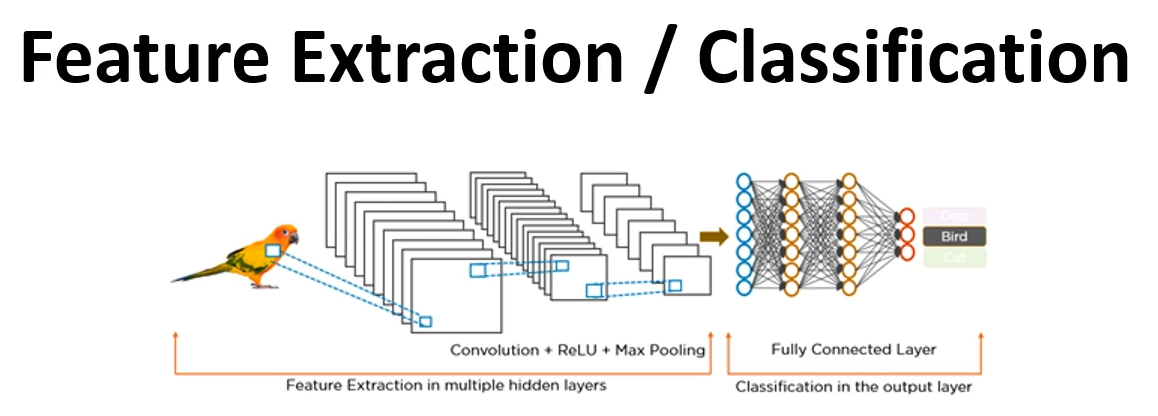 Feature Extraction / Classification
Dog
Bird
Cat
Convolution + ReLU + Max Pooling
Fully Connected Layer
Feature Extraction in multiple hidden layers
Classification in the output layer